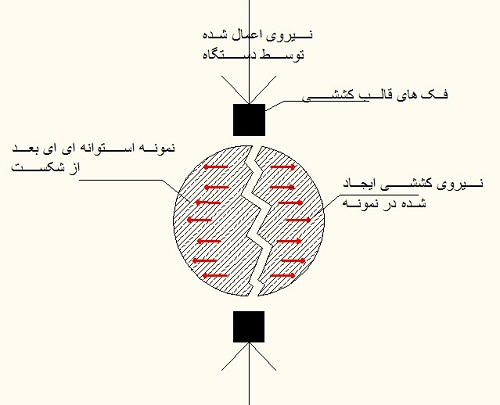 نیروی اعمال شده
توسط دستگاه
فک های قالب کششی
نمونه استوانه ای ای بعد
از شکست
نیروی کششی ایجاد
شده در نمونه